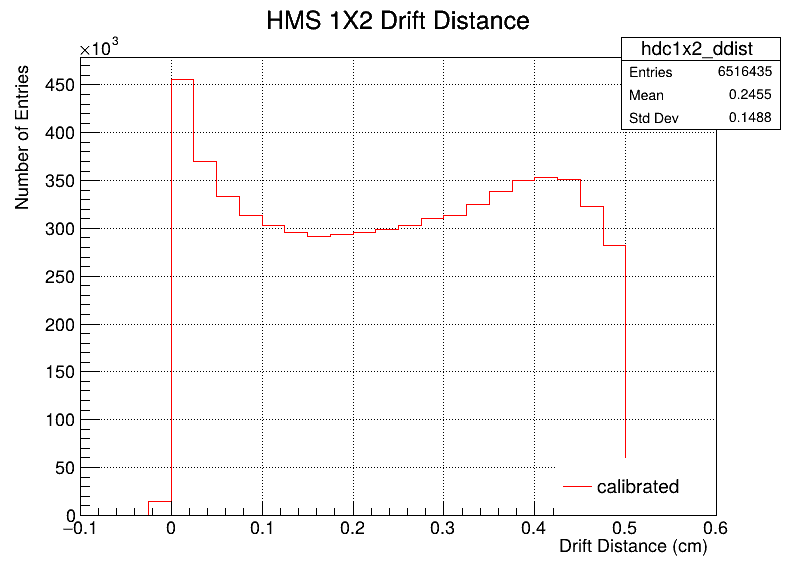 HMS 1X2 Drift Distance
×10³
hdc1x2_ddist
Entries 6516435
Mean 0.2455
Std Dev 0.1488
Number of Entries
450
400
350
300
250
200
150
100
50
0
calibrated
−0.1 0 0.1 0.2 0.3 0.4 0.5 0.6
Drift Distance (cm)